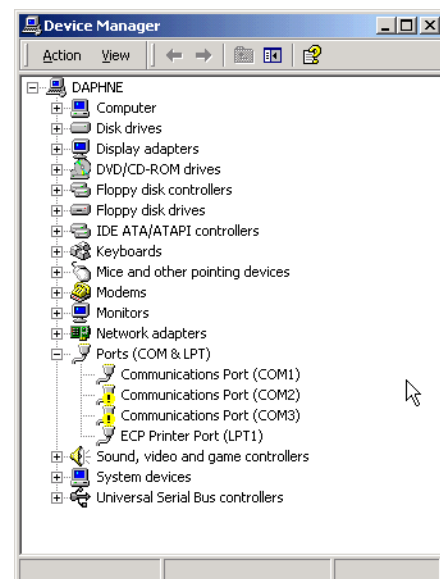 Device Manager
Action View
DAPHNE
Computer
Disk drives
Display adapters
DVD/CD-ROM drives
Floppy disk controllers
Floppy disk drives
IDE ATA/ATAPI controllers
Keyboards
Mice and other pointing devices
Modems
Monitors
Network adapters
Ports (COM & LPT)
Communications Port (COM1)
Communications Port (COM2)
Communications Port (COM3)
ECP Printer Port (LPT1)
Sound, video and game controllers
System devices
Universal Serial Bus controllers